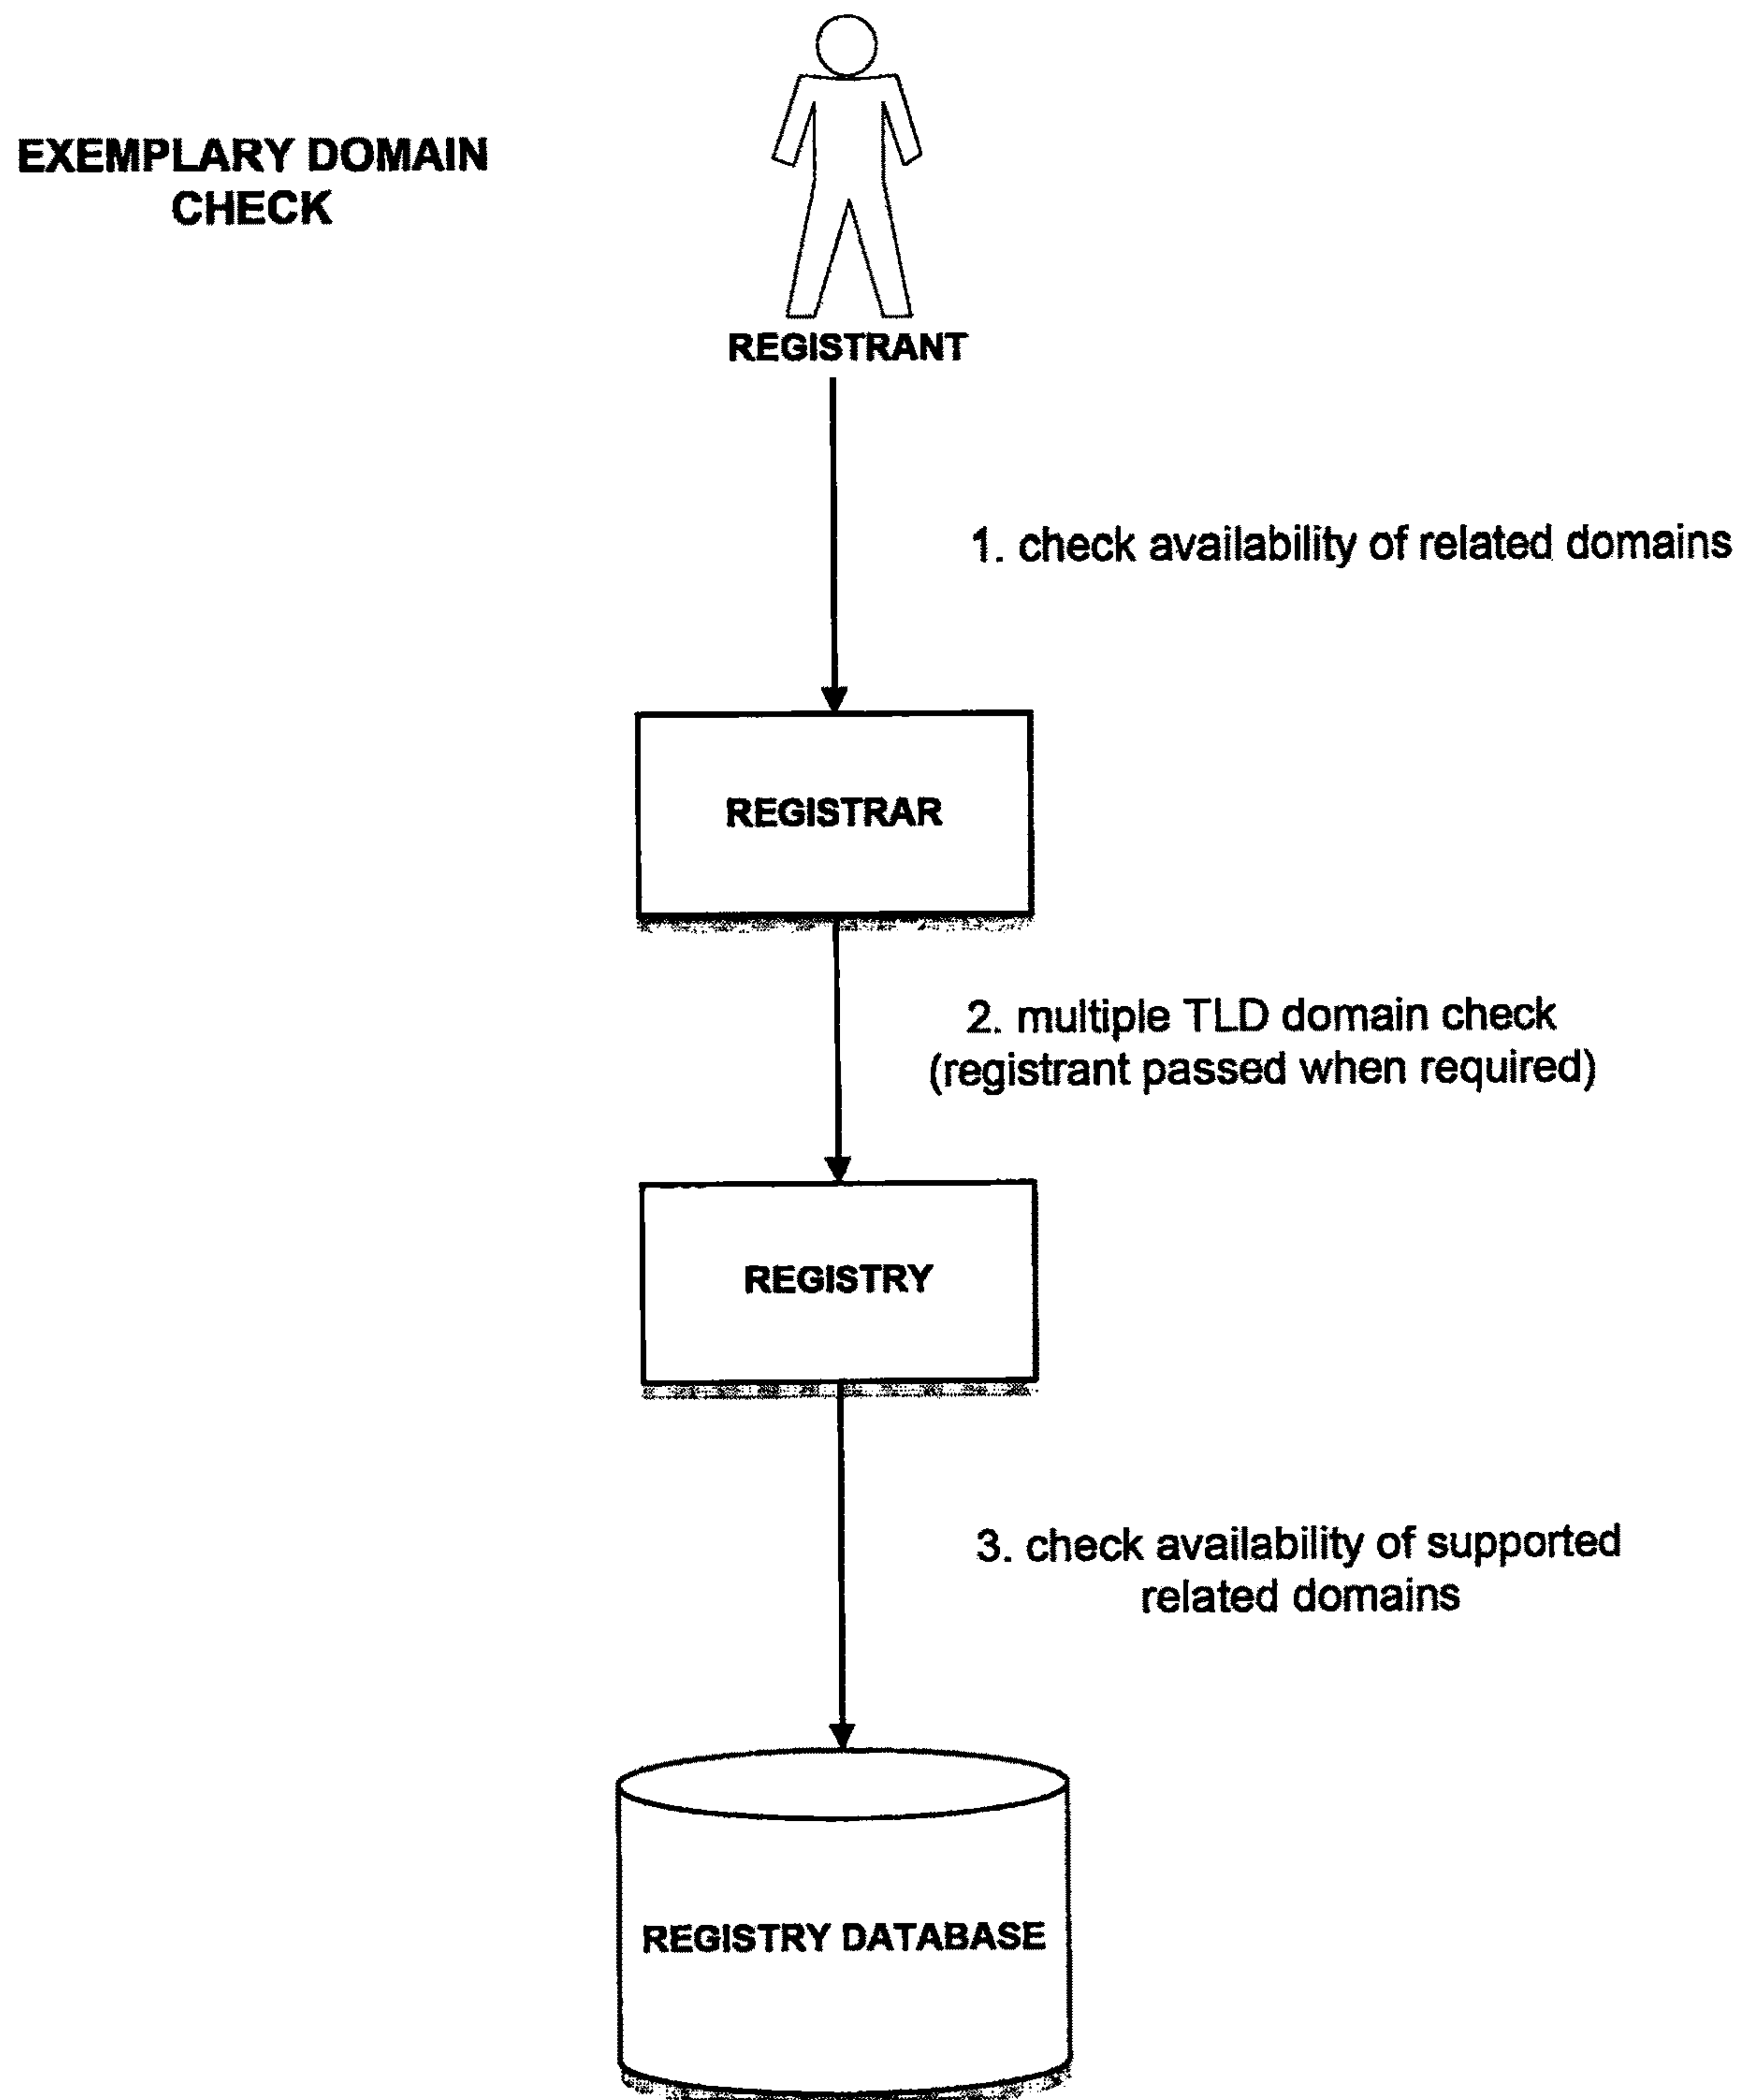 EXEMPLARY DOMAIN
CHECK
REGISTRANT
1. check availability of related domains
REGISTRAR
2. multiple TLD domain check
(registrant passed when required)
REGISTRY
3. check availability of supported
related domains
REGISTRY DATABASE